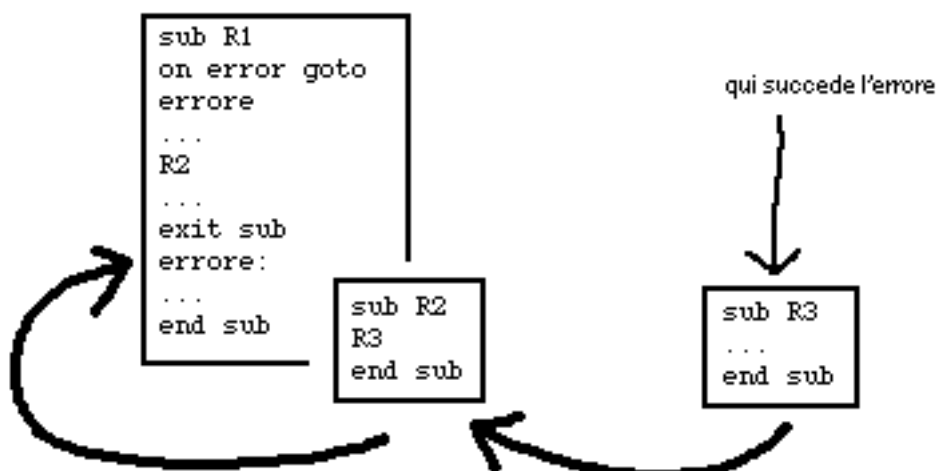 sub R1
on error goto
errore
...
R2
...
exit sub
errore:
...
end sub
qui succede l'errore
sub R2
R3
end sub
sub R3
...
end sub